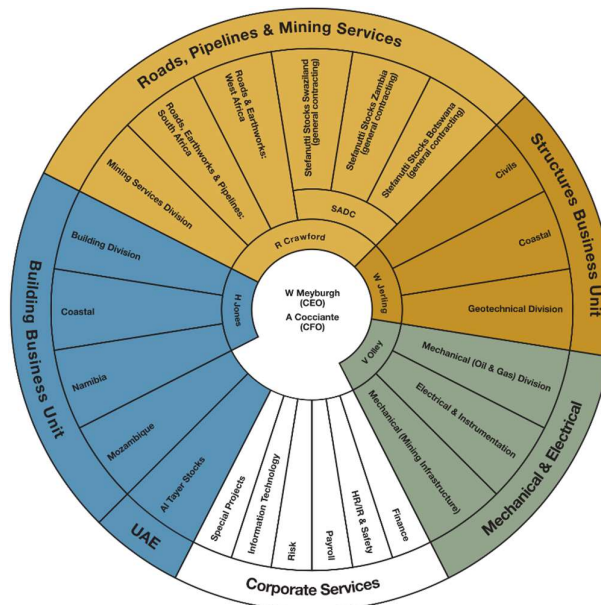 Roads, Pipelines & Mining Services
Mining Services Division
Roads, Earthworks & Pipelines:
South Africa
Roads & Earthworks:
West Africa
Stefanutti Stocks Swaziland
(general contracting)
Stefanutti Stocks Zambia
(general contracting)
Stefanutti Stocks Botswana
(general contracting)
SADC
R Crawford
Structures Business Unit
Civils
Coastal
Geotechnical Division
W Jerling
Mechanical & Electrical
Mechanical (Oil & Gas) Division
Electrical & Instrumentation
Mechanical (Mining Infrastructure)
V Olley
Corporate Services
Finance
HR/IR & Safety
Payroll
Risk
Information Technology
Special Projects
UAE
Al Tayer Stocks
Building Business Unit
Mozambique
Namibia
Coastal
Building Division
H Jones
W Meyburgh
(CEO)
A Cocciante
(CFO)